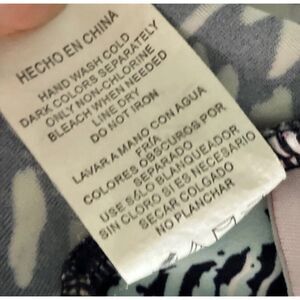 HECHO EN CHINA
HAND WASH COLD
DARK COLORS SEPARATELY
ONLY NON-CHLORINE
BLEACH WHEN NEEDED
LINE DRY
DO NOT IRON
LAVAR A MANO CON AGUA
FRÍA
COLORES OBSCUROS POR
SEPARADO
USE SOLO BLANQUEADOR
SIN CLORO SI ES NECESARIO
SECAR COLGADO
NO PLANCHAR